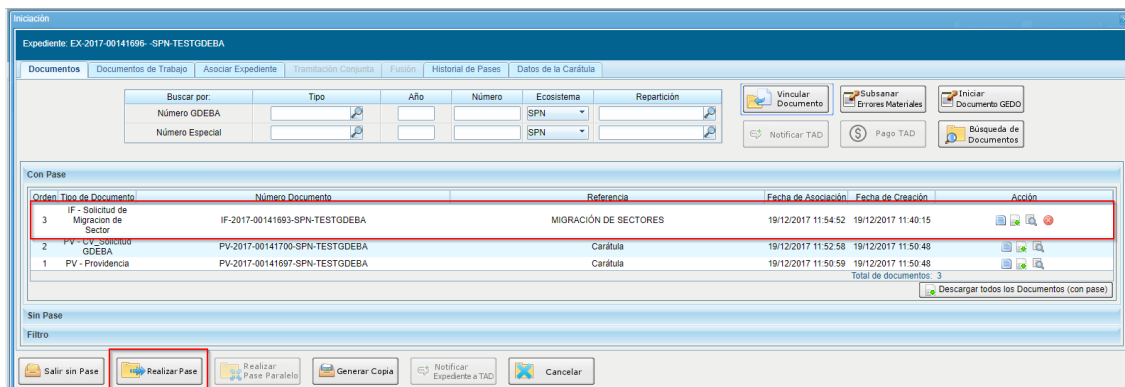 Iniciación
Expediente: EX-2017-00141696- -SPN-TESTGDEBA
Documentos Documentos de Trabajo Asociar Expediente Tramitación Conjunta Fusión Historial de Pases Datos de la Carátula
Buscar por: Tipo Año Número Ecosistema Repartición
Número GDEBA SPN
Número Especial SPN
Vincular Documento
Subsanar Errores Materiales
Iniciar Documento GEDO
Notificar TAD
Pago TAD
Búsqueda de Documentos
Con Pase
Orden Tipo de Documento Número Documento Referencia Fecha de Asociación Fecha de Creación Acción
3 IF - Solicitud de Migracion de Sector IF-2017-00141693-SPN-TESTGDEBA MIGRACIÓN DE SECTORES 19/12/2017 11:54:52 19/12/2017 11:40:15
2 PV - CV_Solicitud GDEBA PV-2017-00141700-SPN-TESTGDEBA Carátula 19/12/2017 11:52:58 19/12/2017 11:50:48
1 PV - Providencia PV-2017-00141697-SPN-TESTGDEBA Carátula 19/12/2017 11:50:59 19/12/2017 11:50:48
Total de documentos: 3
Descargar todos los Documentos (con pase)
Sin Pase
Filtro
Salir sin Pase
Realizar Pase
Realizar Pase Paralelo
Generar Copia
Notificar Expediente a TAD
Cancelar